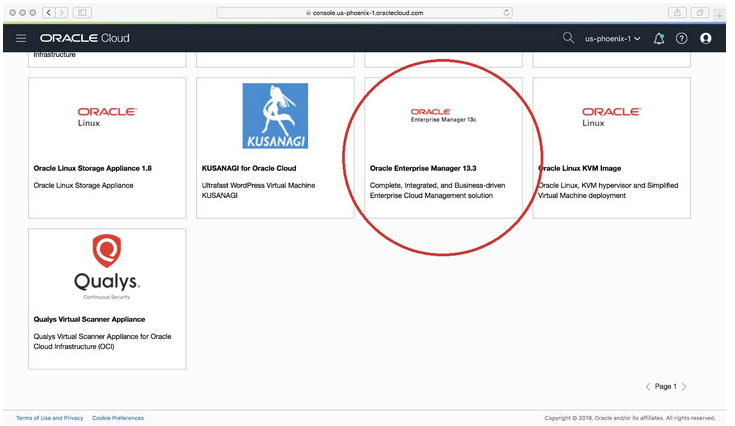 console.us-phoenix-1.oraclecloud.com
ORACLE Cloud
us-phoenix-1
Infrastructure
ORACLE
Linux
Oracle Linux Storage Appliance 1.8
Oracle Linux Storage Appliance
KUSANAGI
KUSANAGI for Oracle Cloud
Ultrafast WordPress Virtual Machine
KUSANAGI
ORACLE
Enterprise Manager 13c
Oracle Enterprise Manager 13.3
Complete, Integrated, and Business-driven
Enterprise Cloud Management solution
ORACLE
Linux
Oracle Linux KVM Image
Oracle Linux, KVM hypervisor and Simplified
Virtual Machine deployment
Qualys.
Continuous Security
Qualys Virtual Scanner Appliance
Qualys Virtual Scanner Appliance for Oracle
Cloud Infrastructure (OCI)
Page 1
Terms of Use and Privacy Cookie Preferences
Copyright © 2019, Oracle and/or its affiliates. All rights reserved.